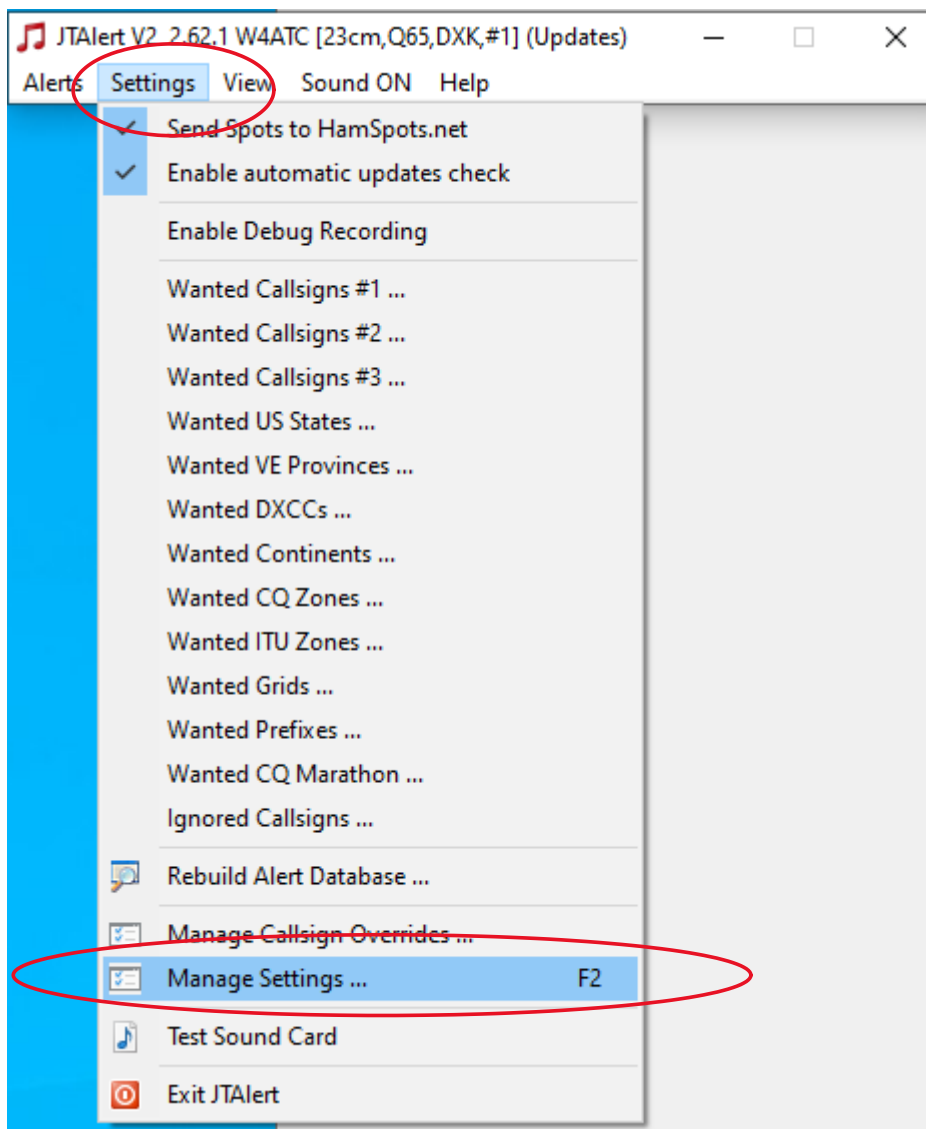 JTAlert V2 2.62.1 W4ATC [23cm,Q65,DXK,#1] (Updates)
Alerts Settings View Sound ON Help
Send Spots to HamSpots.net
Enable automatic updates check
Enable Debug Recording
Wanted Callsigns #1 ...
Wanted Callsigns #2 ...
Wanted Callsigns #3 ...
Wanted US States ...
Wanted VE Provinces ...
Wanted DXCCs ...
Wanted Continents ...
Wanted CQ Zones ...
Wanted ITU Zones ...
Wanted Grids ...
Wanted Prefixes ...
Wanted CQ Marathon ...
Ignored Callsigns ...
Rebuild Alert Database ...
Manage Callsign Overrides ...
Manage Settings ... F2
Test Sound Card
Exit JTAlert